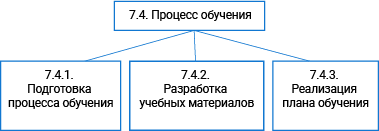 7.4. Процесс обучения
7.4.1.
Подготовка
процесса обучения
7.4.2.
Разработка
учебных материалов
7.4.3.
Реализация
плана обучения